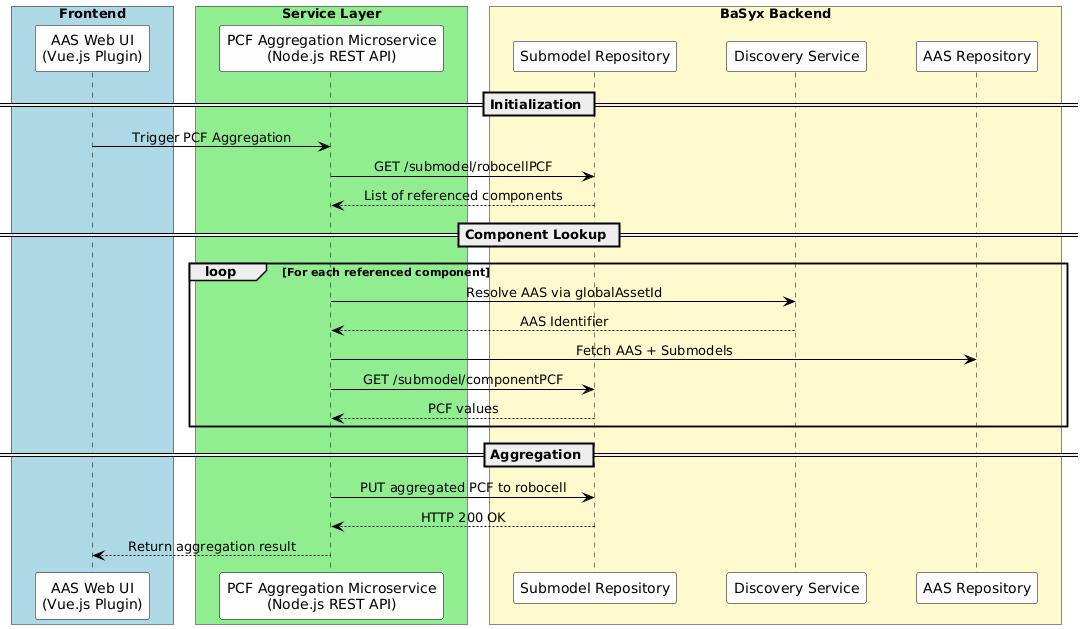 Frontend
Service Layer
BaSyx Backend
AAS Web UI
(Vue.js Plugin)
PCF Aggregation Microservice
(Node.js REST API)
Submodel Repository
Discovery Service
AAS Repository
Initialization
Trigger PCF Aggregation
GET /submodel/robocellPCF
List of referenced components
Component Lookup
loop
[For each referenced component]
Resolve AAS via globalAssetId
AAS Identifier
Fetch AAS + Submodels
GET /submodel/componentPCF
PCF values
Aggregation
PUT aggregated PCF to robocell
HTTP 200 OK
Return aggregation result
AAS Web UI
(Vue.js Plugin)
PCF Aggregation Microservice
(Node.js REST API)
Submodel Repository
Discovery Service
AAS Repository